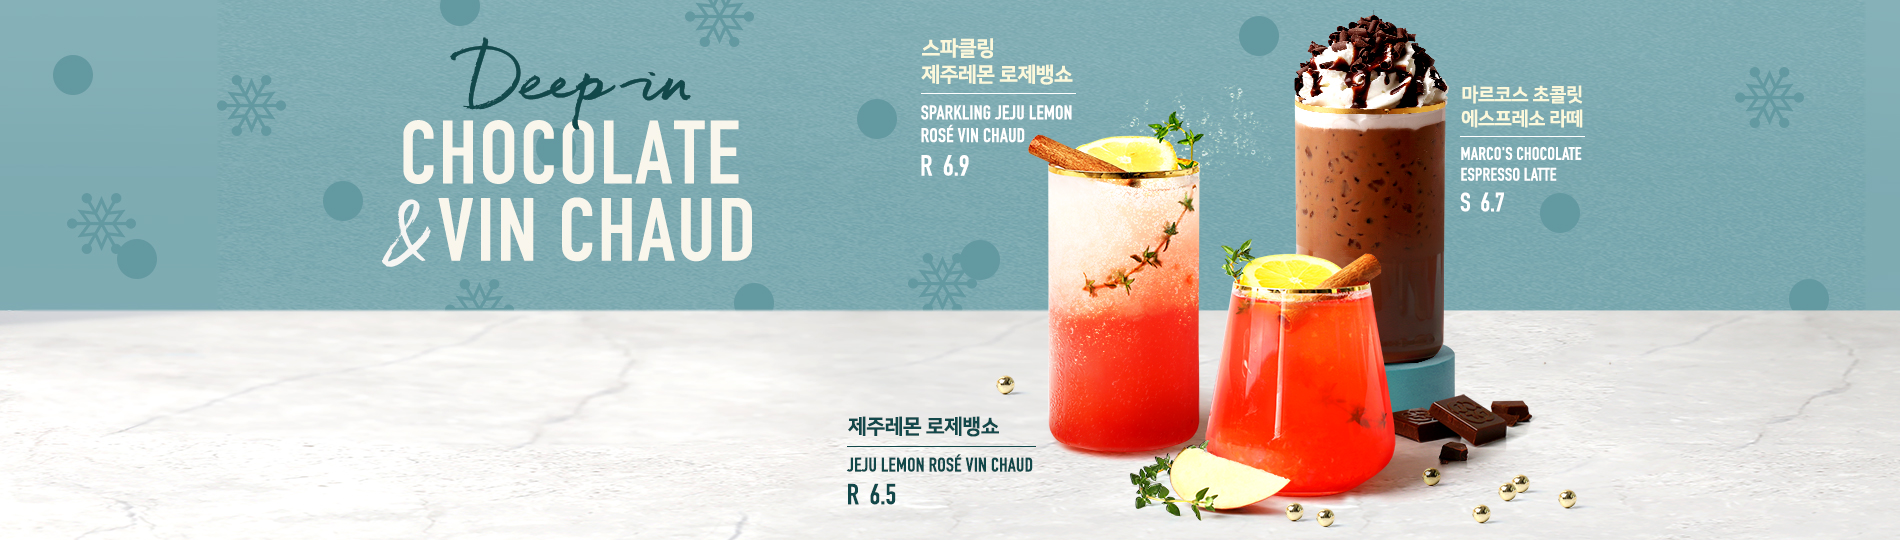 Deep-in
CHOCOLATE
& VIN CHAUD
스파클링
제주레몬 로제뱅쇼
SPARKLING JEJU LEMON
ROSÉ VIN CHAUD
R 6.9
마르코스 초콜릿
에스프레소 라떼
MARCO'S CHOCOLATE
ESPRESSO LATTE
S 6.7
제주레몬 로제뱅쇼
JEJU LEMON ROSÉ VIN CHAUD
R 6.5